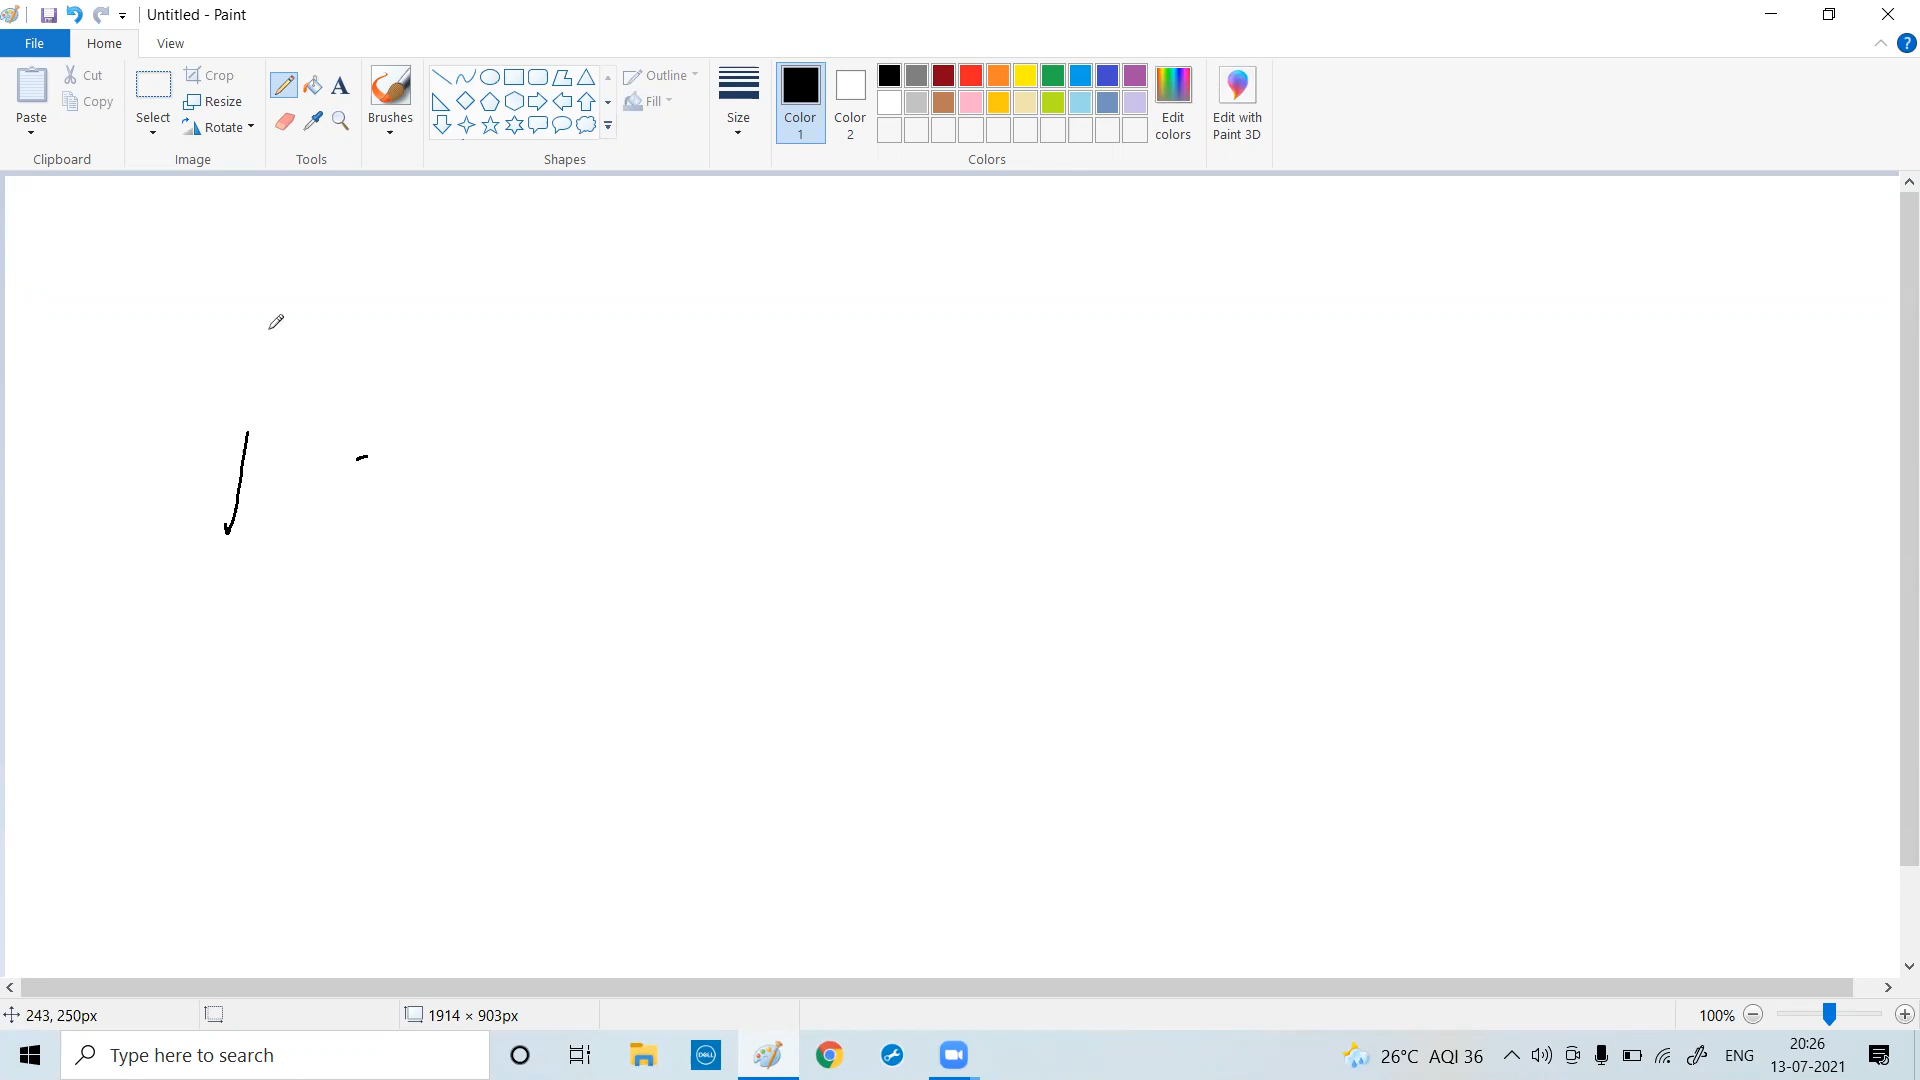 Untitled - Paint
File Home View
Paste Cut Copy Select Crop Resize Rotate A Brushes Outline Fill Size Color 1 Color 2 Edit colors Edit with Paint 3D
Clipboard Image Tools Shapes Colors
243, 250px 1914 × 903px 100%
Type here to search DELL 26°C AQI 36 ENG 20:26
13-07-2021